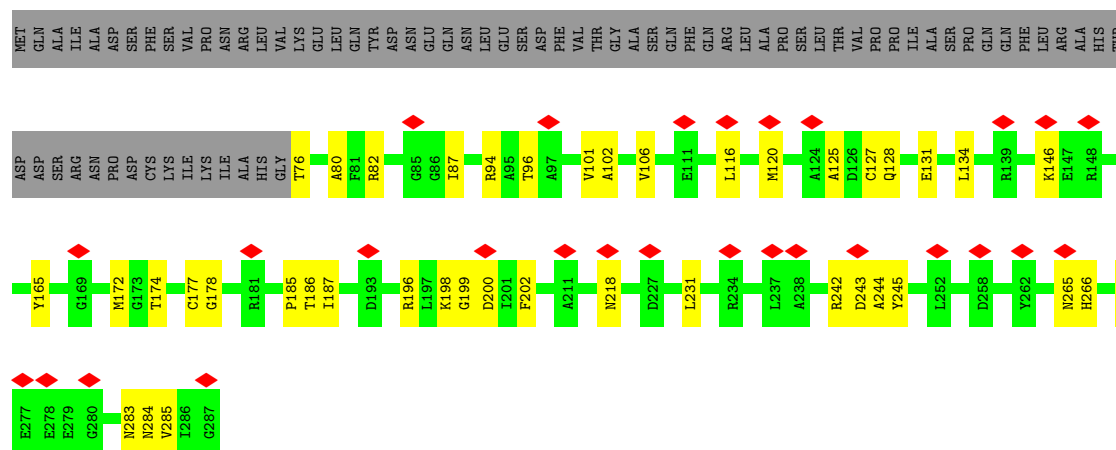 MET GLN ALA ILE ALA ASP SER PHE SER VAL PRO ASN ARG LEU VAL LYS GLU LEU GLN TYR ASP ASN GLU GLN ASN LEU GLU SER ASP PHE VAL THR GLY ALA SER GLN PHE GLN ARG LEU ALA PRO SER LEU THR VAL PRO PRO ILE ALA SER PRO GLN GLN PHE LEU ARG ALA HIS
ASP ASP SER ARG ASN PRO ASP CYS LYS ILE LYS ILE ALA HIS GLY T76 A80 F81 R82 G85 G86 I87 R94 A95 T96 A97 V101 A102 V106 E111 L116 M120 A124 A125 D126 C127 Q128 E131 L134 R139 K146 E147 R148
Y165 G169 M172 G173 T174 C177 G178 R181 P185 T186 I187 D193 R196 L197 K198 G199 D200 I201 F202 A211 N218 D227 L231 R234 L237 A238 R242 D243 A244 Y245 L252 D258 Y262 N265 H266
E277 E278 E279 G280 N283 N284 V285 I286 G287